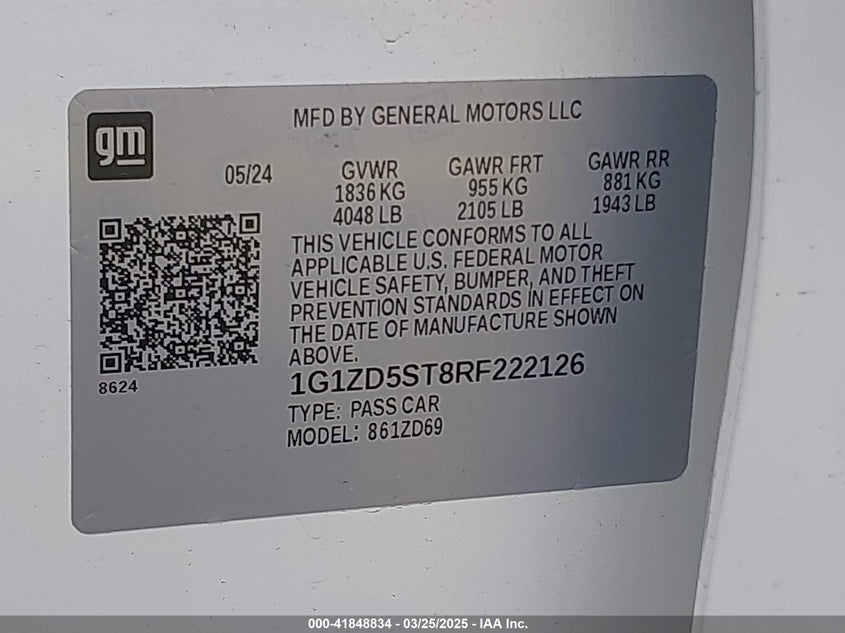 MFD BY GENERAL MOTORS LLC
gm
05/24
GVWR GAWR FRT GAWR RR
1836 KG 955 KG 881 KG
4048 LB 2105 LB 1943 LB
THIS VEHICLE CONFORMS TO ALL
APPLICABLE U.S. FEDERAL MOTOR
VEHICLE SAFETY, BUMPER, AND THEFT
PREVENTION STANDARDS IN EFFECT ON
THE DATE OF MANUFACTURE SHOWN
ABOVE.
8624
1G1ZD5ST8RF222126
TYPE: PASS CAR
MODEL: 861ZD69
000-41848834 - 03/25/2025 - IAA Inc.